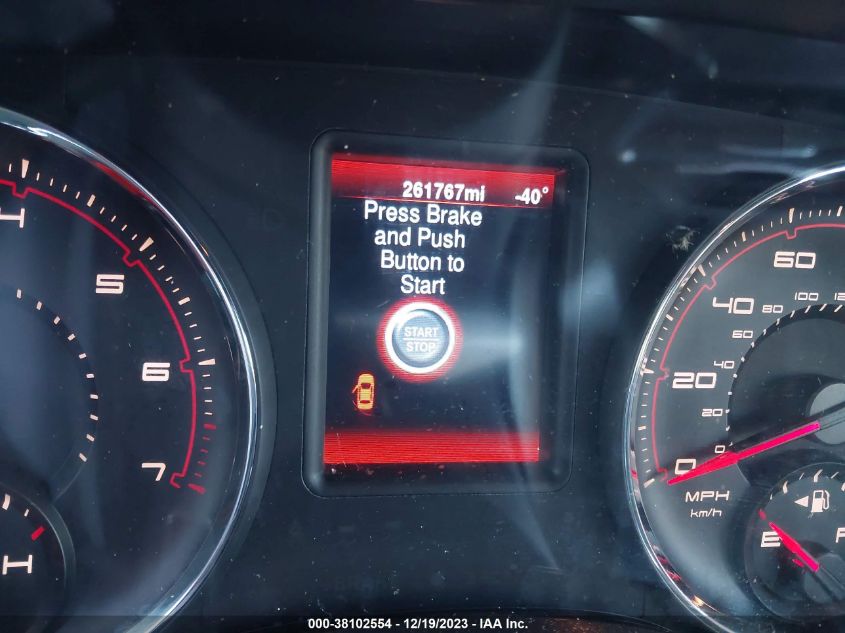 261767mi -40°
Press Brake
and Push
Button to
Start
START
STOP
4
5
6
7
H
60
40
20
0
100
80
60
40
20
0
MPH
km/h
E
000-38102554 - 12/19/2023 - IAA Inc.